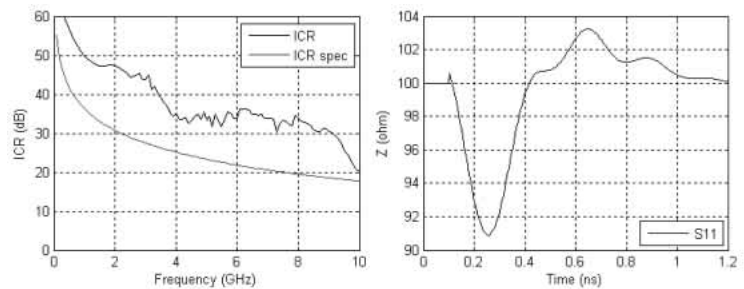 60
50
40
30
20
10
0
ICR (dB)
ICR
ICR spec
0 2 4 6 8 10
Frequency (GHz)
104
102
100
98
96
94
92
90
Z (ohm)
S11
0 0.2 0.4 0.6 0.8 1 1.2
Time (ns)